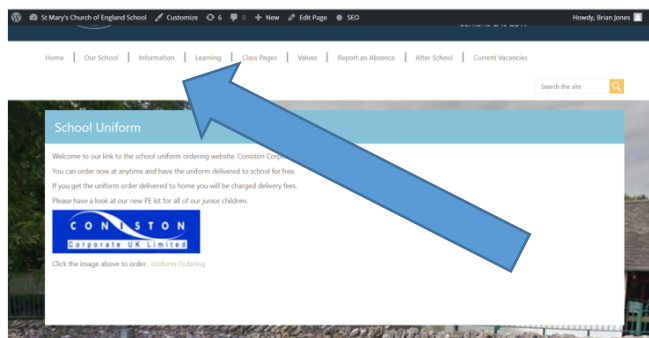 St Mary's Church of England School Customize 6 0 New Edit Page SEO Howdy, Brian Jones
Home Our School Information Learning Class Pages Values Report an Absence After School Current Vacancies
Search the site
School Uniform
Welcome to our link to the school uniform ordering website. Coniston
You can order now at anytime and have the uniform delivered to school for free.
If you get the uniform order delivered to home you will be charged delivery fees.
Please have a look at our new PE kit for all of our junior children.
CONISTON
Corporate UK Limited
Click the image above to order. Uniform Ordering